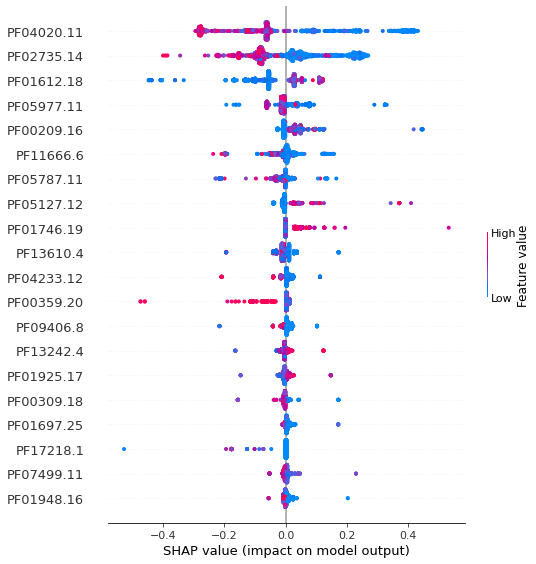 PF04020.11
PF02735.14
PF01612.18
PF05977.11
PF00209.16
PF11666.6
PF05787.11
PF05127.12
PF01746.19
High
PF13610.4
Feature value
PF04233.12
PF00359.20
Low
PF09406.8
PF13242.4
PF01925.17
PF00309.18
PF01697.25
PF17218.1
PF07499.11
PF01948.16
−0.4 −0.2 0.0 0.2 0.4
SHAP value (impact on model output)